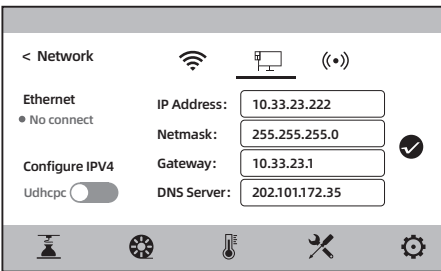 < Network
Ethernet
No connect
Configure IPV4
Udhcpc
IP Address: 10.33.23.222
Netmask: 255.255.255.0
Gateway: 10.33.23.1
DNS Server: 202.101.172.35